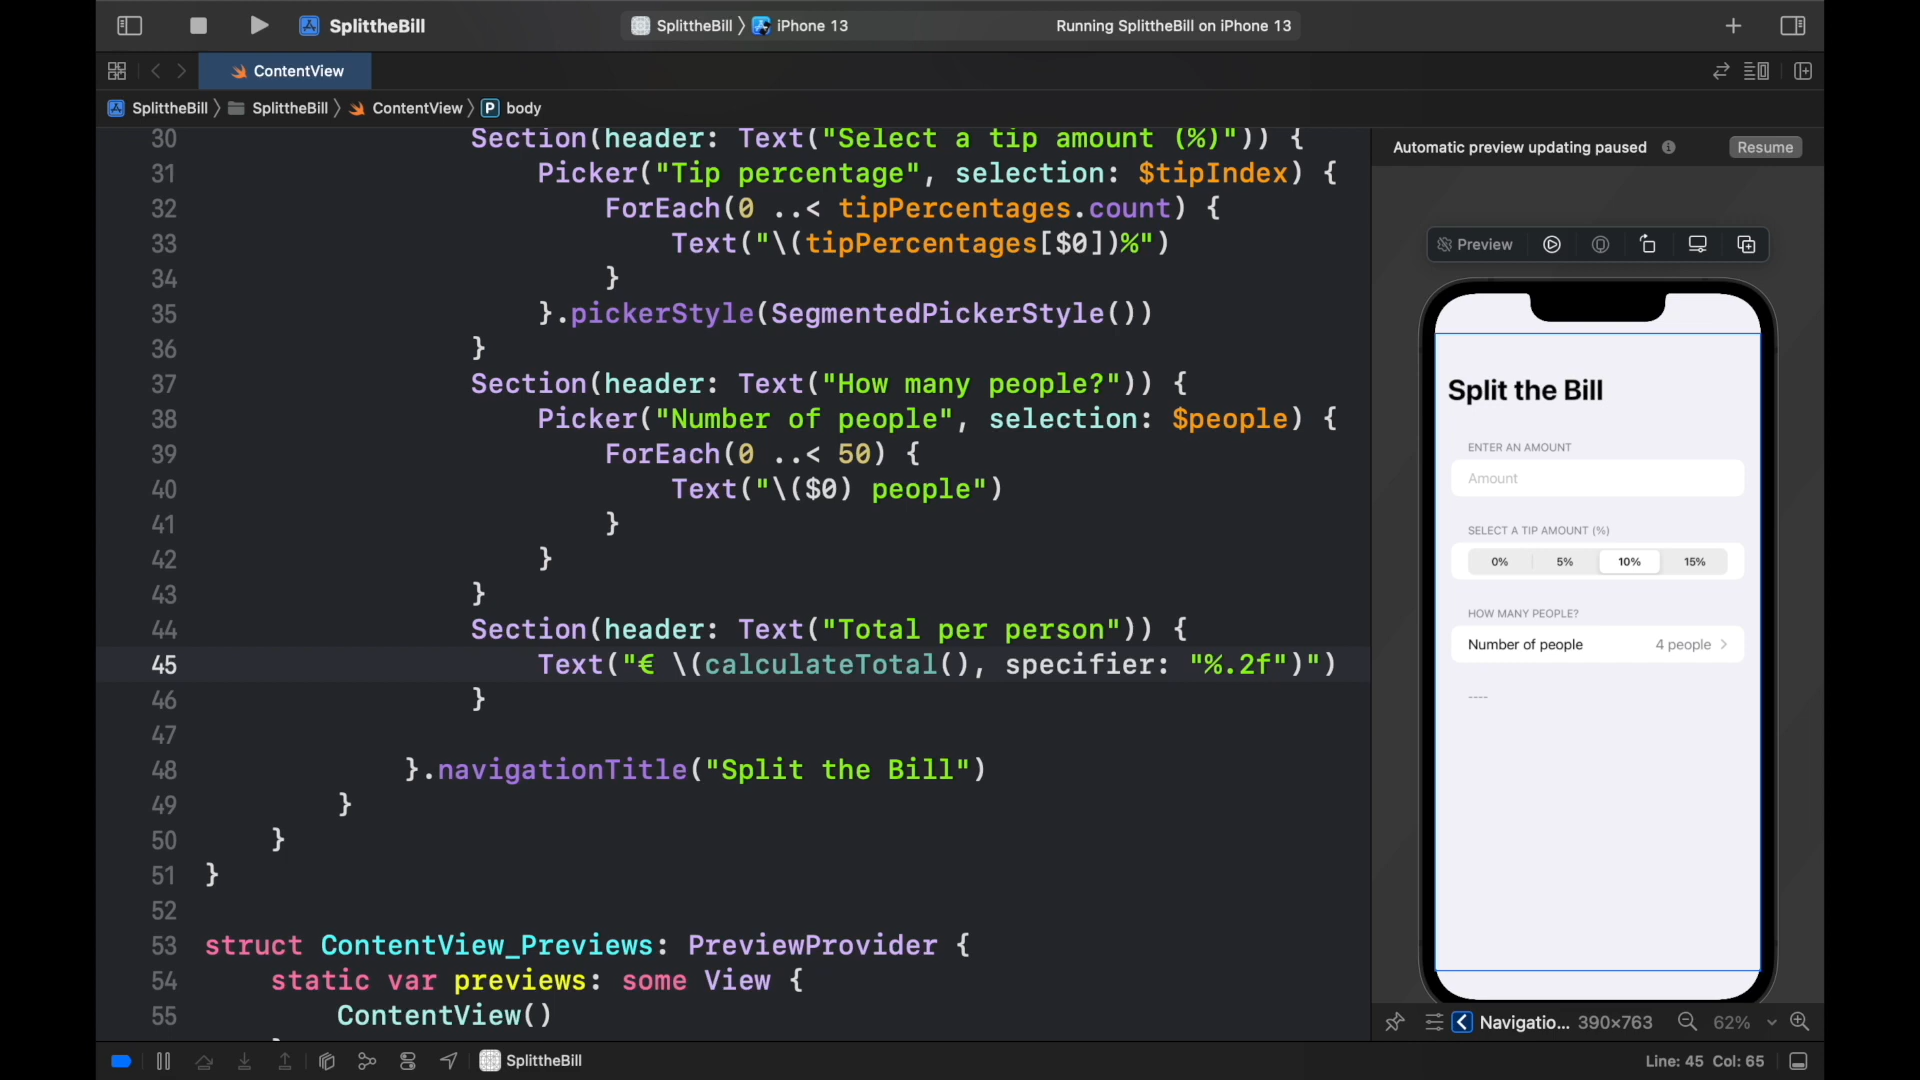 SplittheBill
SplittheBill 〉 iPhone 13
Running SplittheBill on iPhone 13
ContentView
SplittheBill 〉 SplittheBill 〉 ContentView 〉 P body
30 Section(header: Text("Select a tip amount (%)")) {
31 Picker("Tip percentage", selection: $tipIndex) {
32 ForEach(0 ..< tipPercentages.count) {
33 Text("\(tipPercentages[$0])%")
34 }
35 }.pickerStyle(SegmentedPickerStyle())
36 }
37 Section(header: Text("How many people?")) {
38 Picker("Number of people", selection: $people) {
39 ForEach(0 ..< 50) {
40 Text("\($0) people")
41 }
42 }
43 }
44 Section(header: Text("Total per person")) {
45 Text("€ \(calculateTotal(), specifier: "%.2f")")
46 }
47
48 }.navigationTitle("Split the Bill")
49 }
50 }
51 }
52
53 struct ContentView_Previews: PreviewProvider {
54 static var previews: some View {
55 ContentView()
Automatic preview updating paused
Resume
Preview
Split the Bill
ENTER AN AMOUNT
Amount
SELECT A TIP AMOUNT (%)
0% 5% 10% 15%
HOW MANY PEOPLE?
Number of people 4 people
----
Navigatio... 390×763 62%
SplittheBill
Line: 45 Col: 65